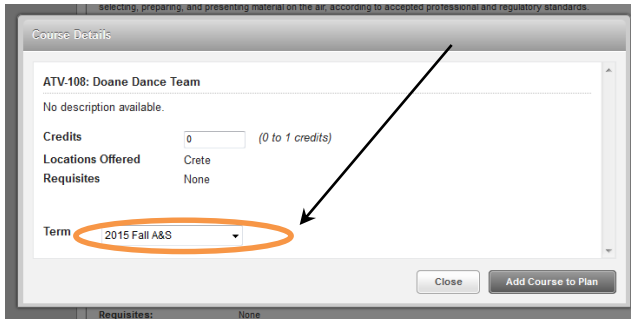 selecting, preparing, and presenting material on the air, according to accepted professional and regulatory standards.
Course Details
ATV-108: Doane Dance Team
No description available.
Credits 0 (0 to 1 credits)
Locations Offered Crete
Requisites None
Term 2015 Fall A&S
Close Add Course to Plan
Requisites: None